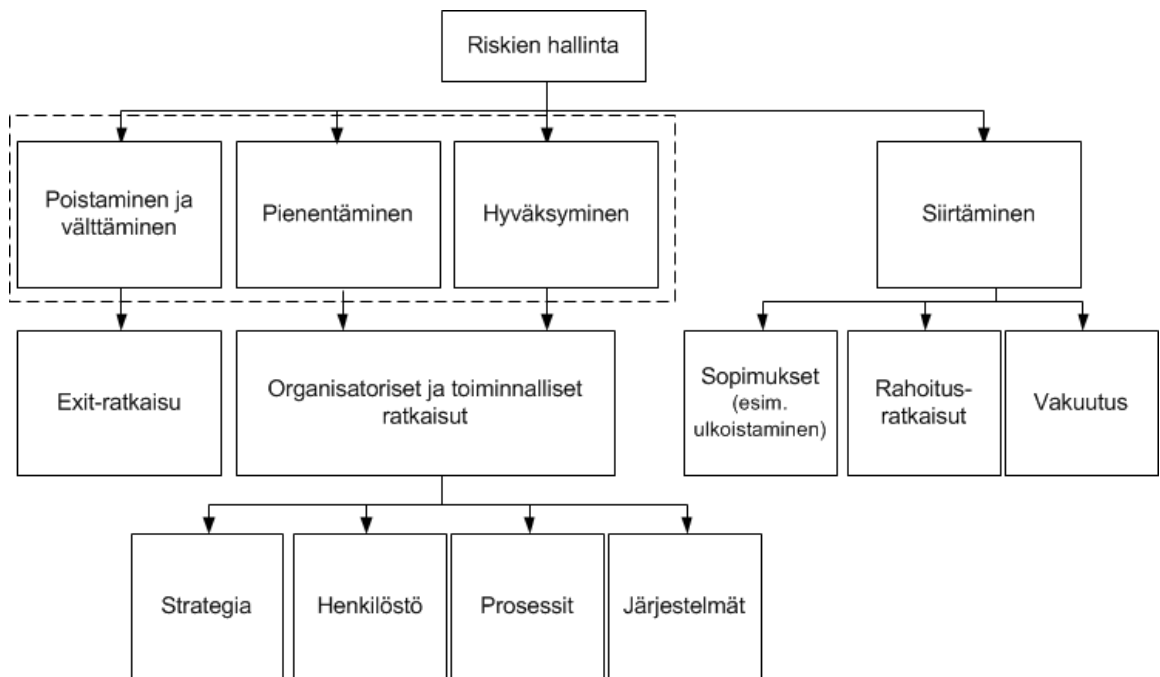 Riskien hallinta
Poistaminen ja
välttäminen
Pienentäminen
Hyväksyminen
Siirtäminen
Exit-ratkaisu
Organisatoriset ja toiminnalliset
ratkaisut
Sopimukset
(esim.
ulkoistaminen)
Rahoitus-
ratkaisut
Vakuutus
Strategia
Henkilöstö
Prosessit
Järjestelmät